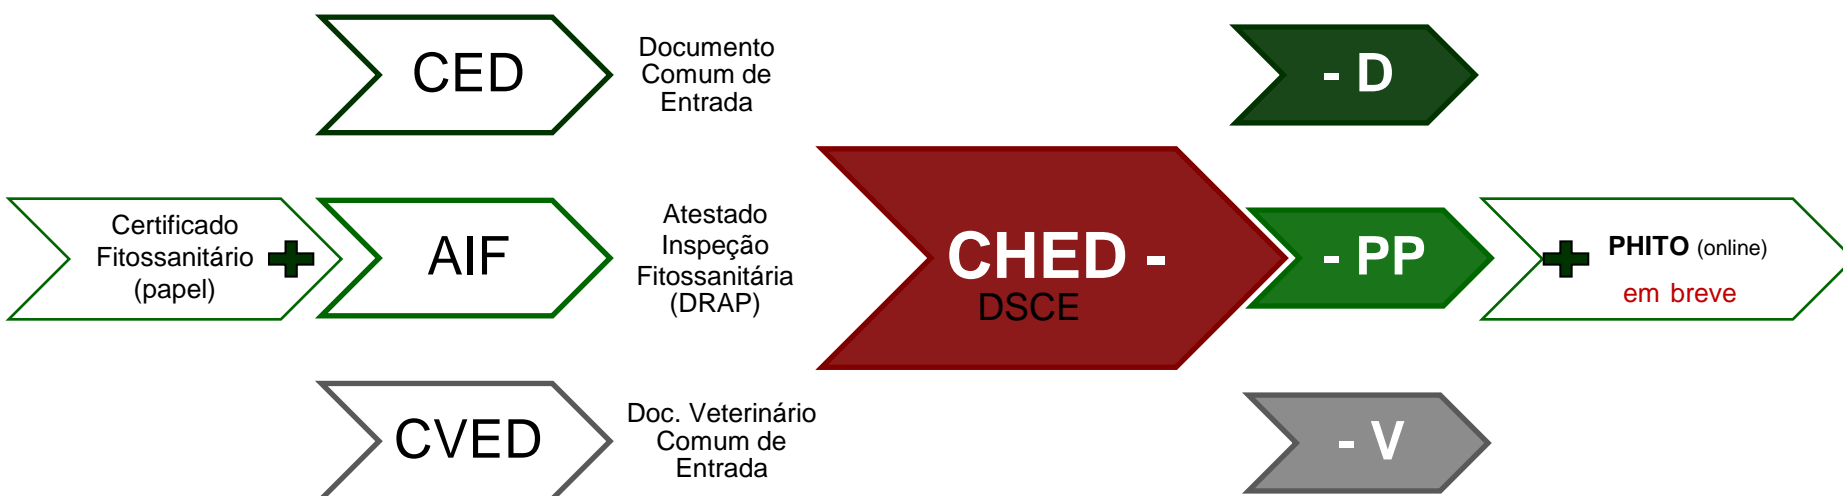 CED
Documento
Comum de
Entrada
- D
Certificado
Fitossanitário
(papel)
AIF
Atestado
Inspeção
Fitossanitária
(DRAP)
CHED -
DSCE
- PP
PHITO (online)
em breve
CVED
Doc. Veterinário
Comum de
Entrada
- V